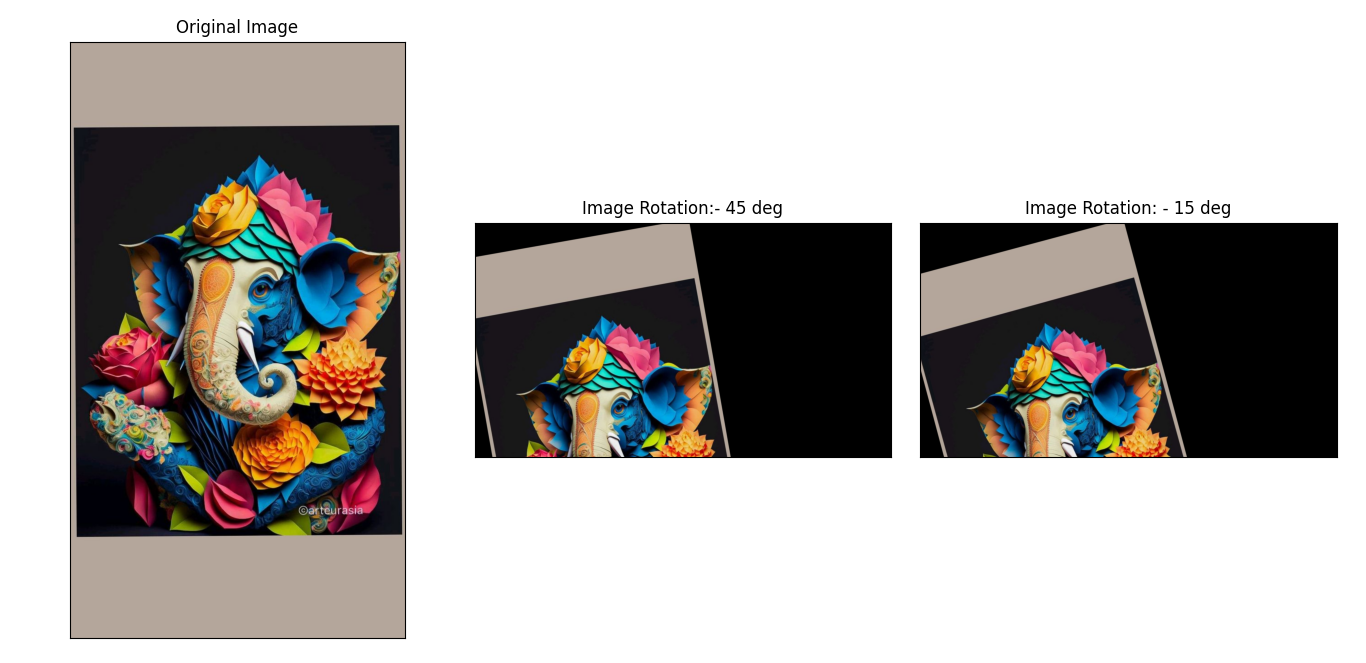 Original Image
Image Rotation:- 45 deg
Image Rotation: - 15 deg
©arteurasia